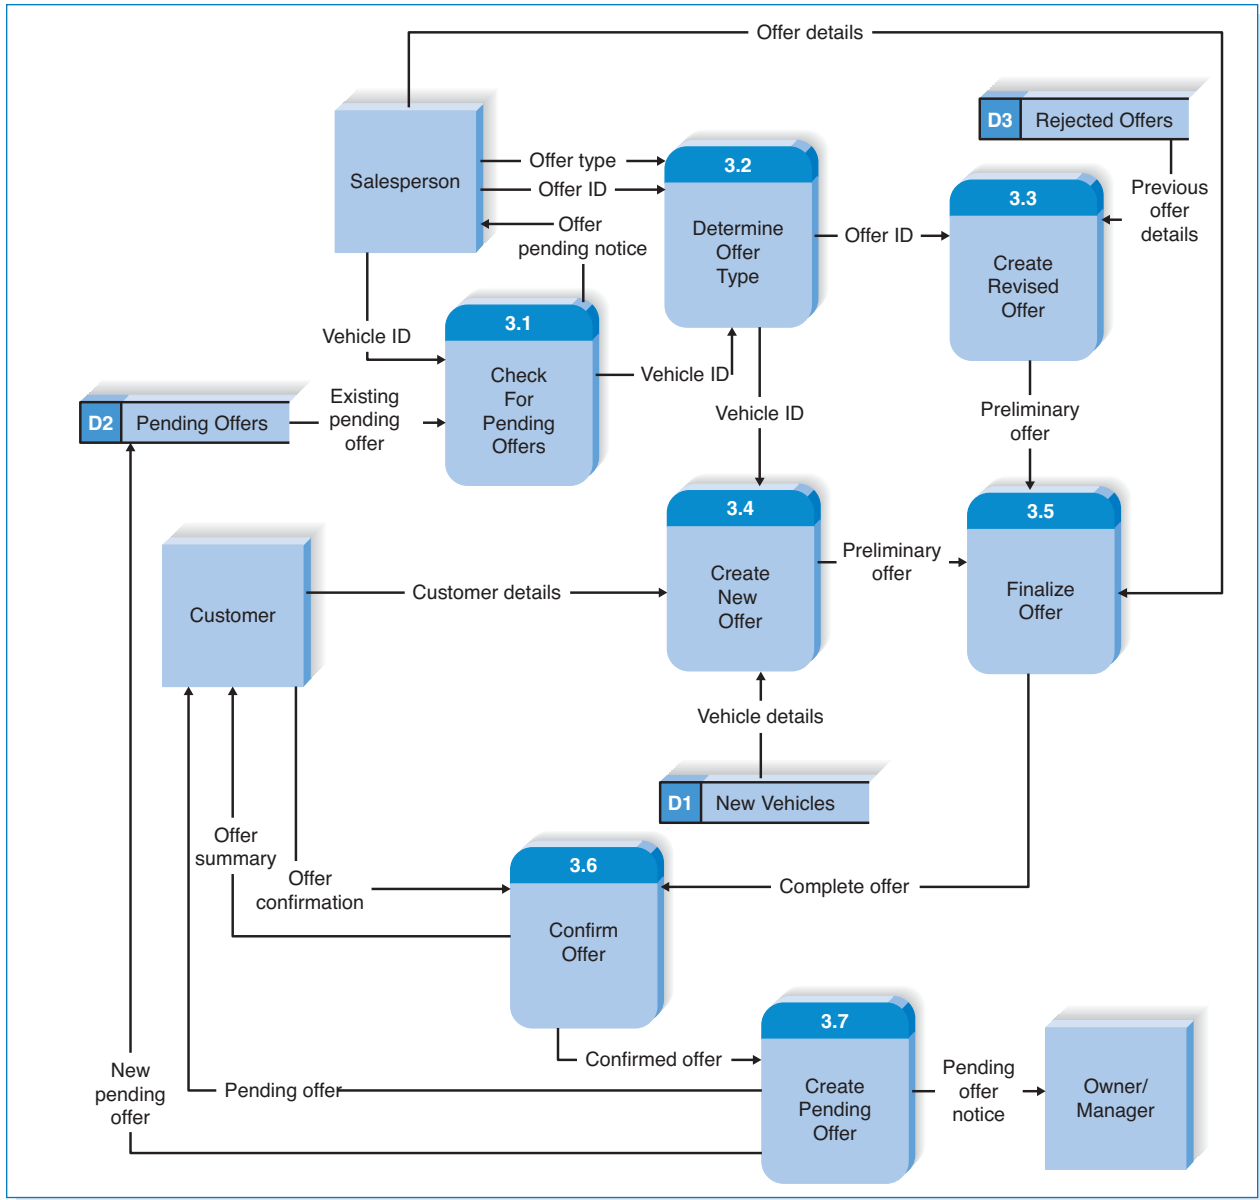 Offer details
D3 Rejected Offers
Salesperson
Offer type
Offer ID
3.2
Determine
Offer
Type
Offer ID
3.3
Create
Revised
Offer
Previous
offer
details
Offer
pending notice
Vehicle ID
3.1
Check
For
Pending
Offers
Vehicle ID
D2 Pending Offers
Existing
pending
offer
Vehicle ID
Preliminary
offer
3.4
Create
New
Offer
Preliminary
offer
3.5
Finalize
Offer
Customer
Customer details
Vehicle details
D1 New Vehicles
Offer
summary
Offer
confirmation
3.6
Confirm
Offer
Complete offer
Confirmed offer
3.7
Create
Pending
Offer
Pending
offer
notice
Owner/
Manager
New
pending
offer
Pending offer